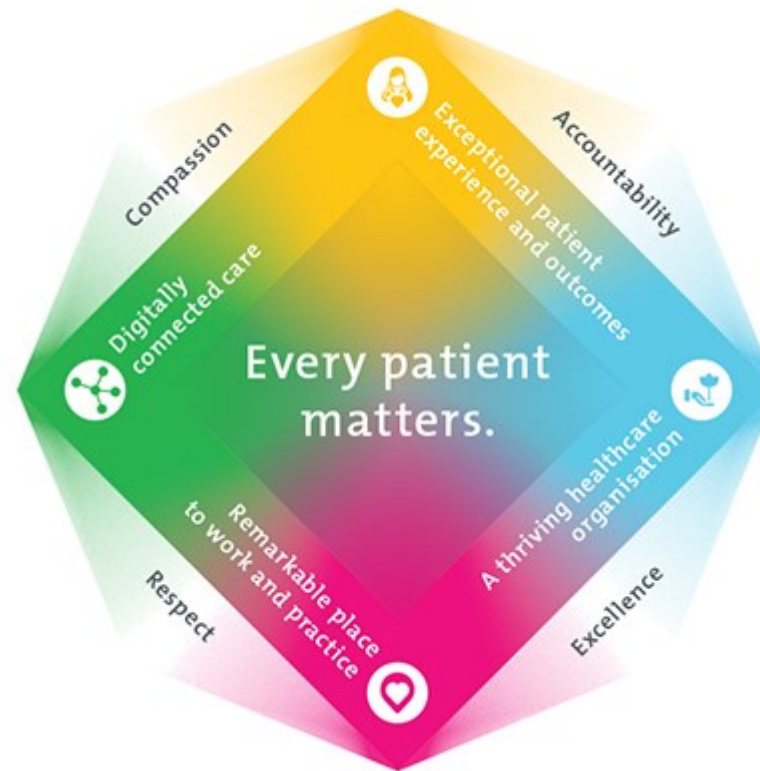 Compassion
Accountability
Exceptional patient
experience and outcomes
Digitally
connected care
Every patient
matters.
Remarkable place
to work and practice
A thriving healthcare
organisation
Respect
Excellence